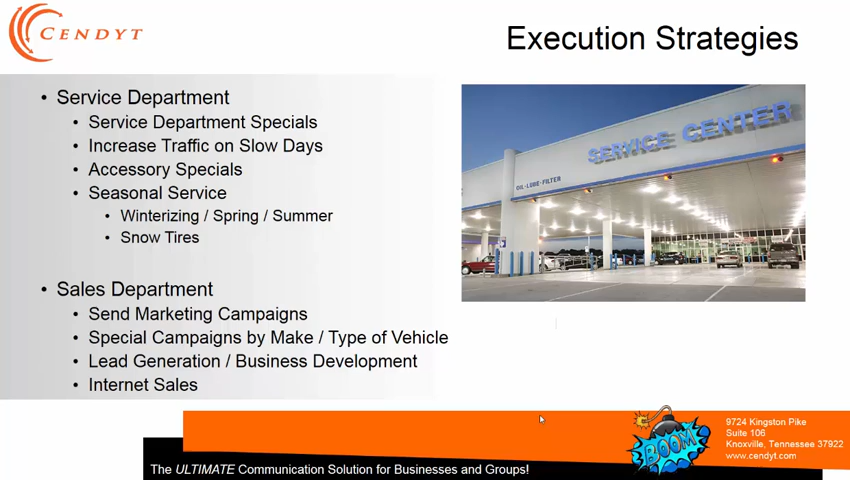 CENDYT
Execution Strategies
• Service Department
• Service Department Specials
• Increase Traffic on Slow Days
• Accessory Specials
• Seasonal Service
• Winterizing / Spring / Summer
• Snow Tires
• Sales Department
• Send Marketing Campaigns
• Special Campaigns by Make / Type of Vehicle
• Lead Generation / Business Development
• Internet Sales
SERVICE CENTER
OIL-LUBE-FILTER
BOOM
9724 Kingston Pike
Suite 106
Knoxville, Tennessee 37922
www.cendyt.com
The ULTIMATE Communication Solution for Businesses and Groups!